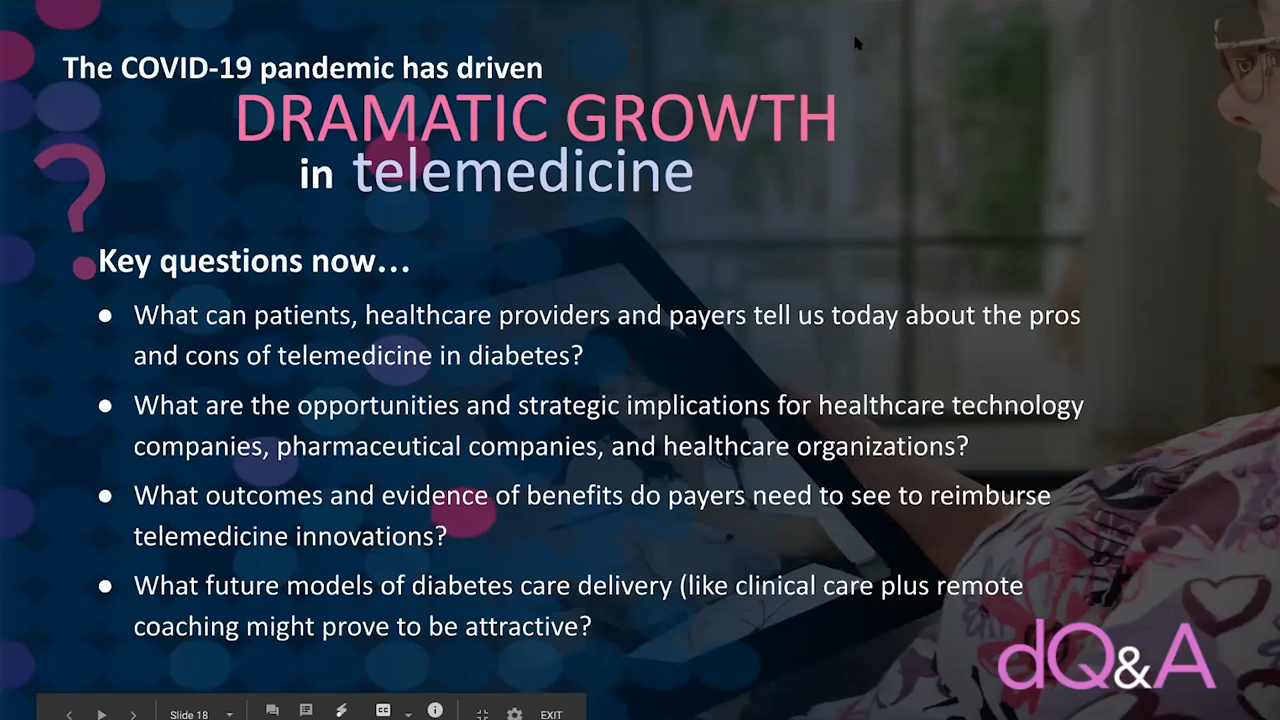 The COVID-19 pandemic has driven
DRAMATIC GROWTH
in telemedicine
?
Key questions now...
● What can patients, healthcare providers and payers tell us today about the pros
and cons of telemedicine in diabetes?
● What are the opportunities and strategic implications for healthcare technology
companies, pharmaceutical companies, and healthcare organizations?
● What outcomes and evidence of benefits do payers need to see to reimburse
telemedicine innovations?
● What future models of diabetes care delivery (like clinical care plus remote
coaching might prove to be attractive?
dQ&A
Slide 18 CC EXIT